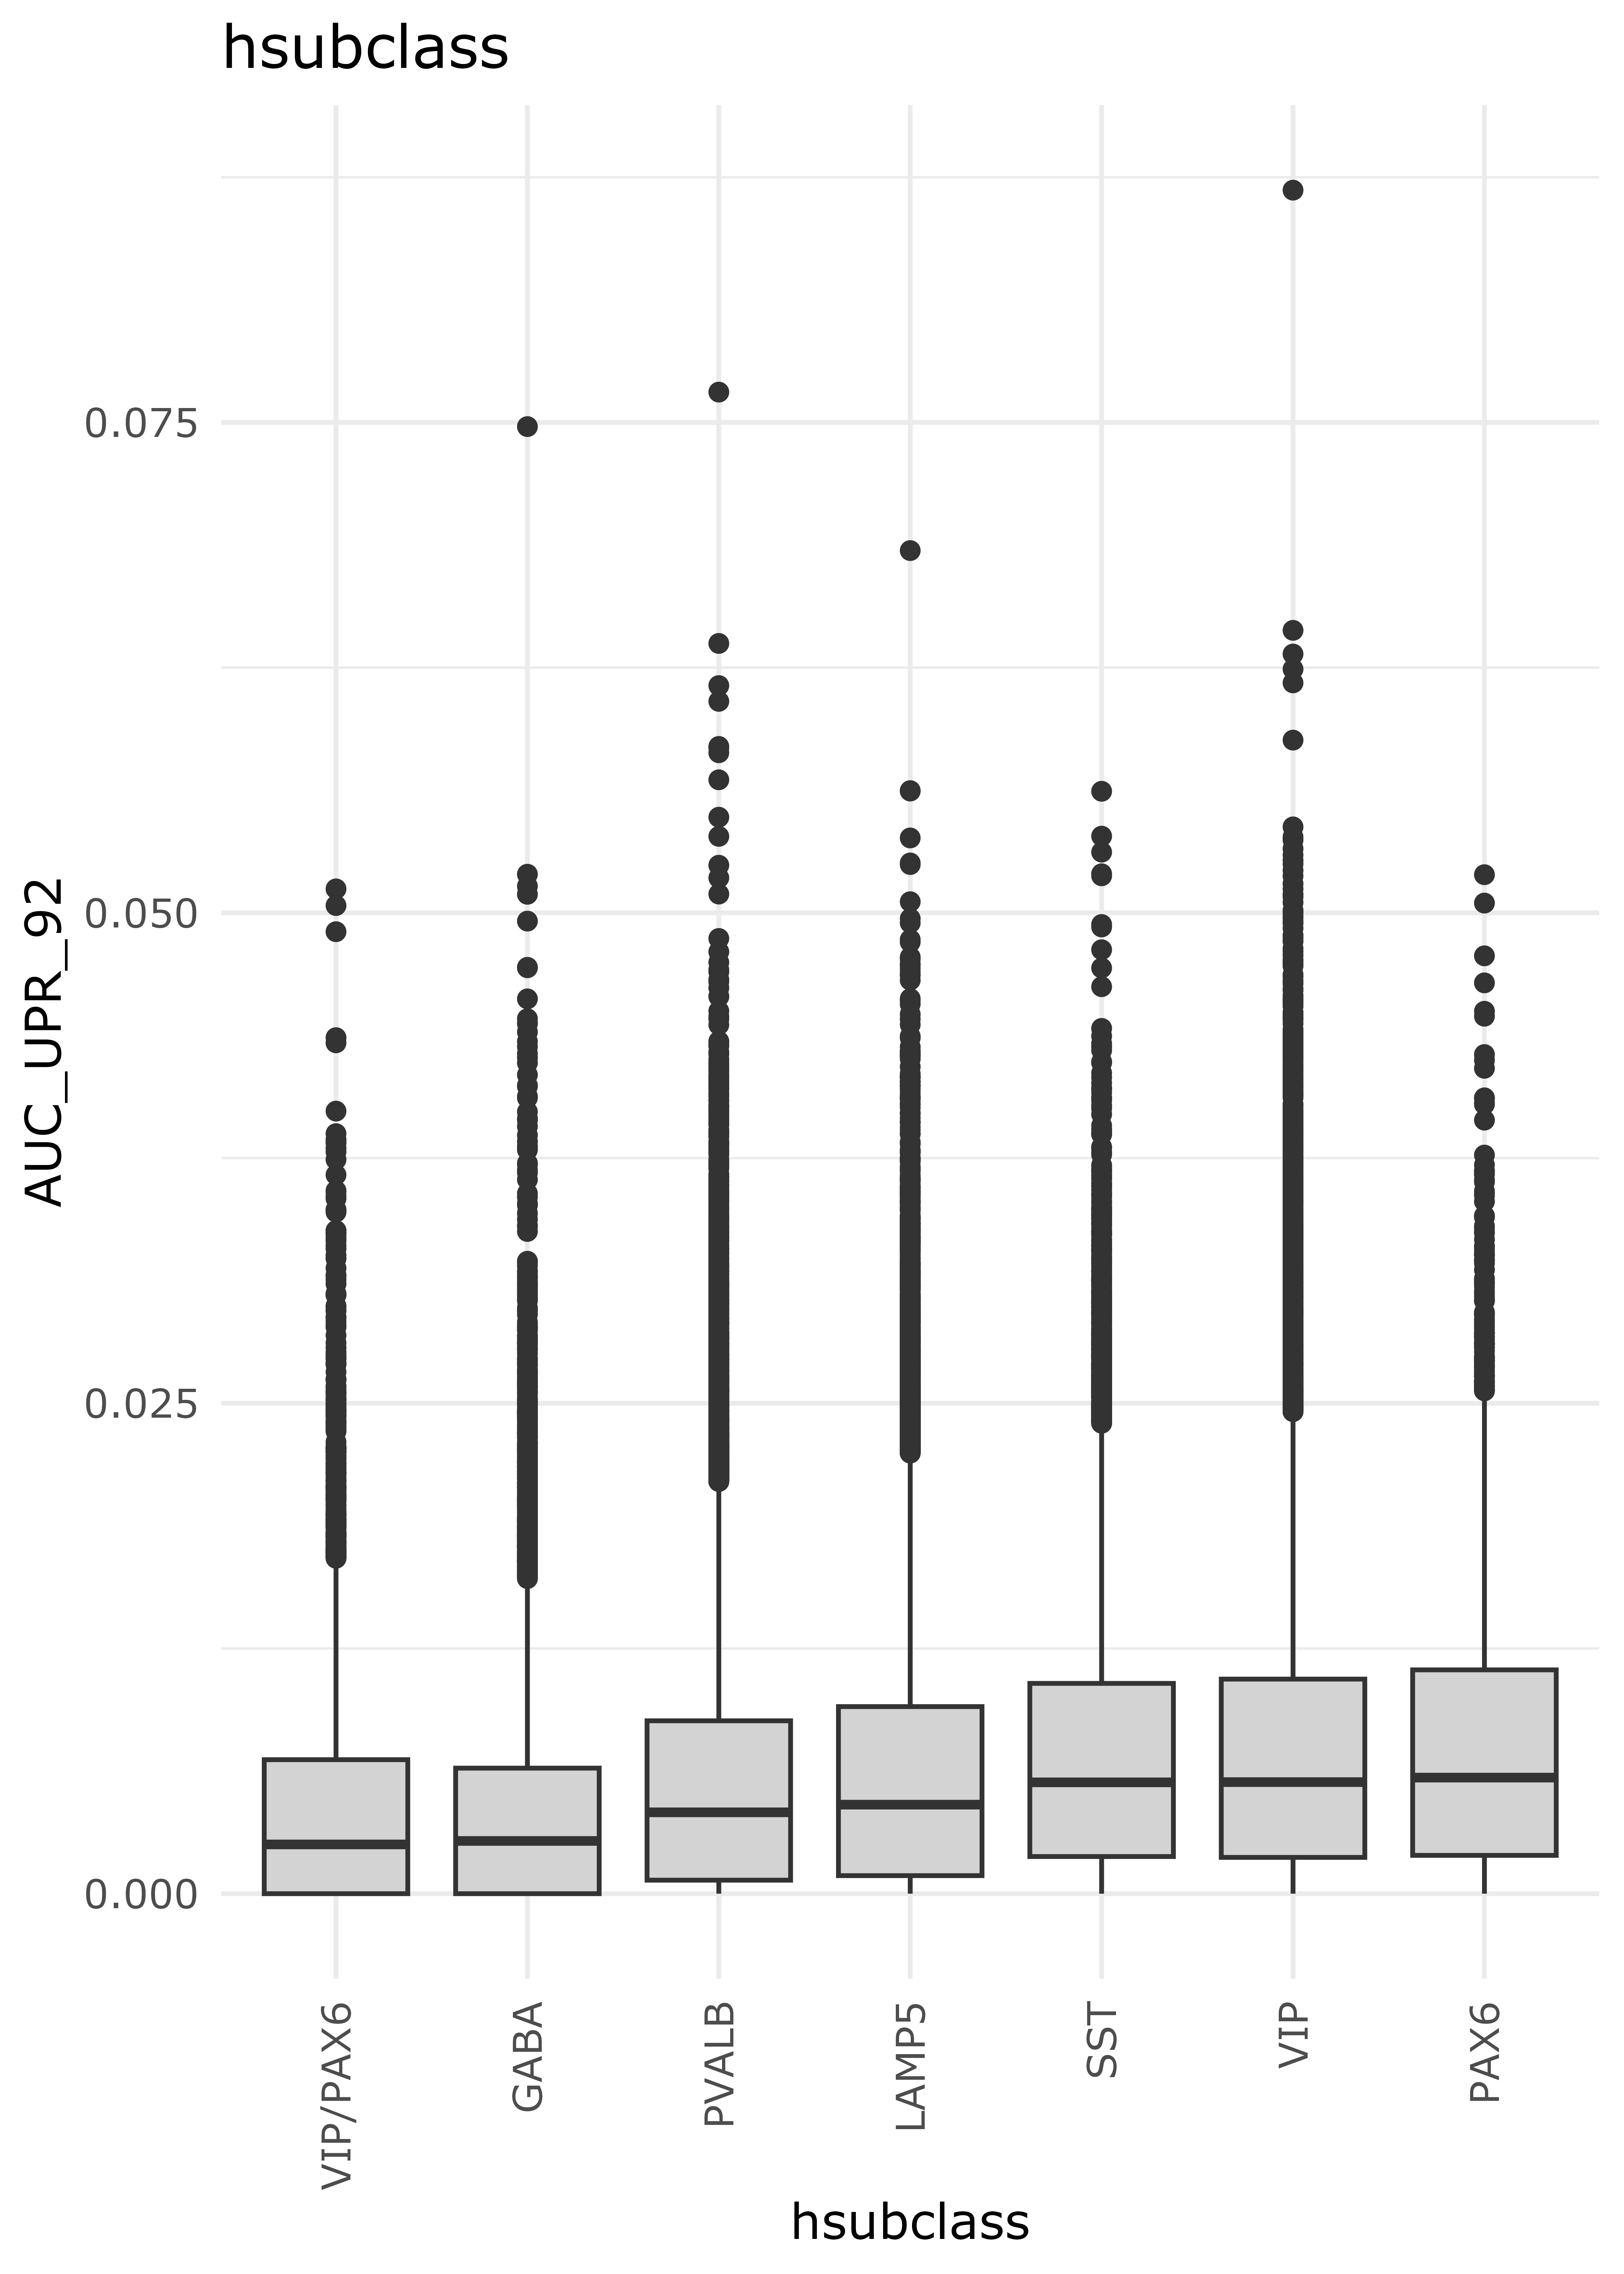 hsubclass
AUC_UPR_92
0.075
0.050
0.025
0.000
VIP/PAX6
GABA
PVALB
LAMP5
SST
VIP
PAX6
hsubclass